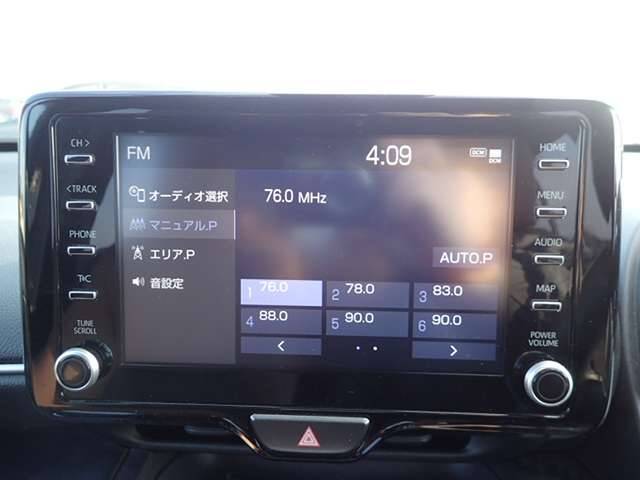 CH >
< TRACK
PHONE
T&C
TUNE
SCROLL
FM
4:09
DCM
DCM
オーディオ選択
マニュアル.P
エリア.P
音設定
76.0 MHz
AUTO.P
1 76.0
2 78.0
3 83.0
4 88.0
5 90.0
6 90.0
<
>
HOME
MENU
AUDIO
MAP
POWER
VOLUME